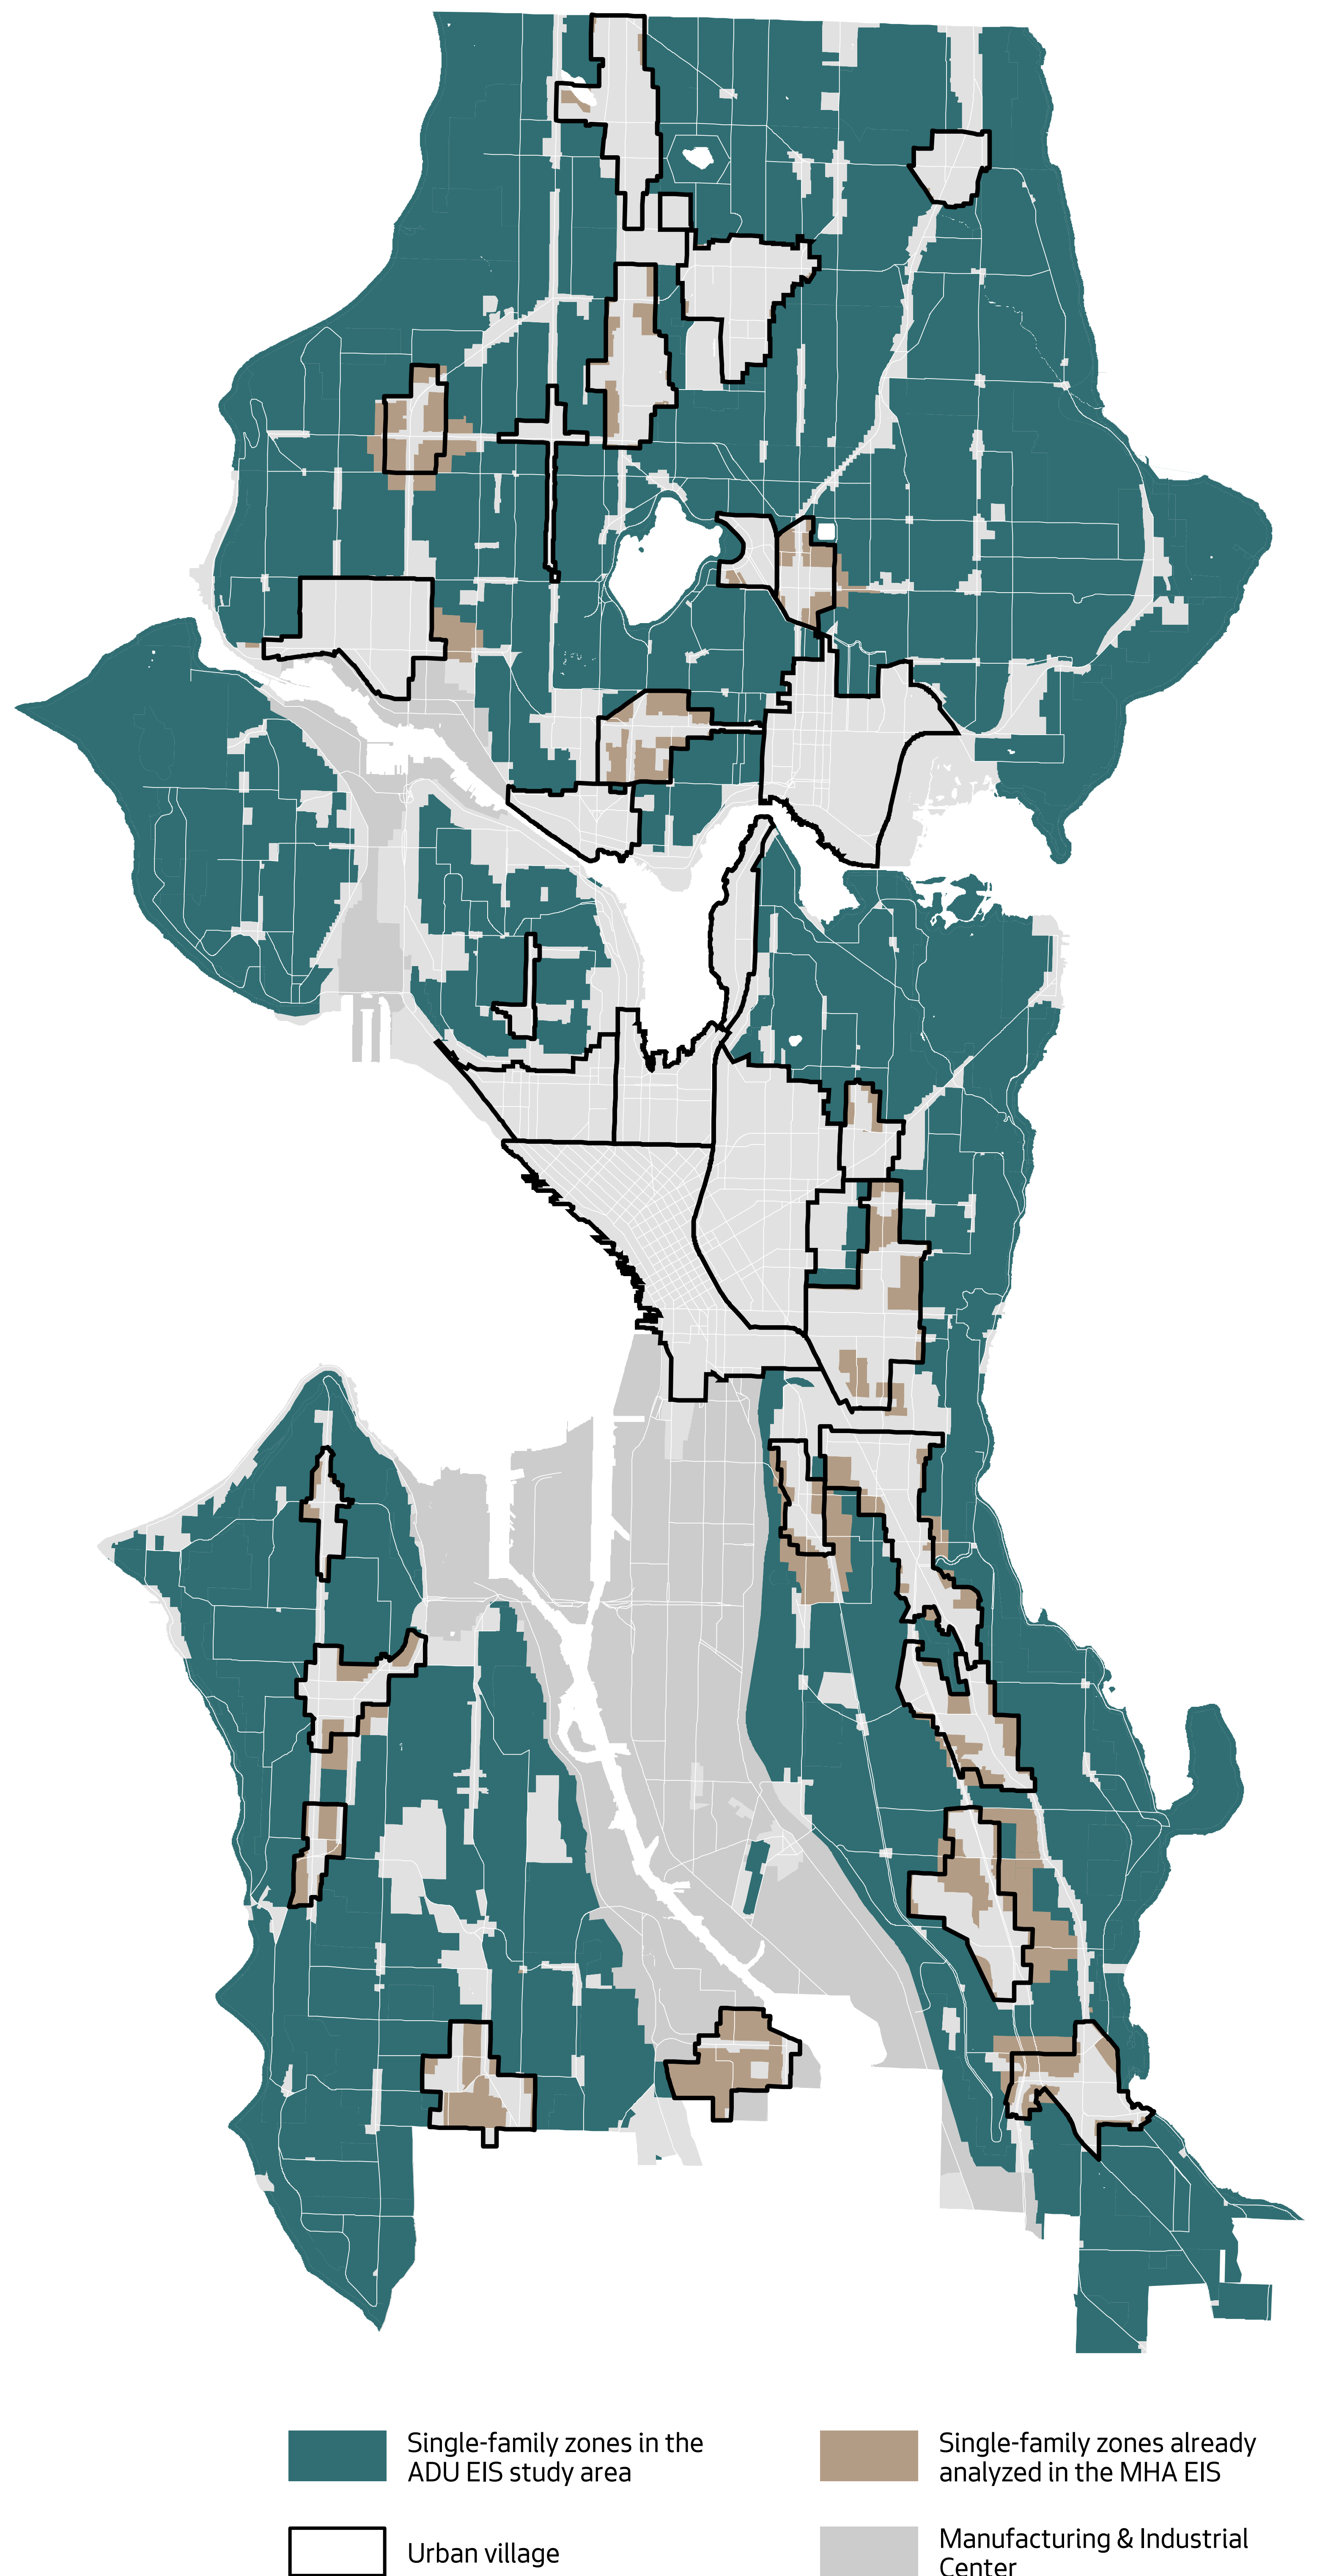 Single-family zones in the
ADU EIS study area
Single-family zones already
analyzed in the MHA EIS
Urban village
Manufacturing & Industrial
Center